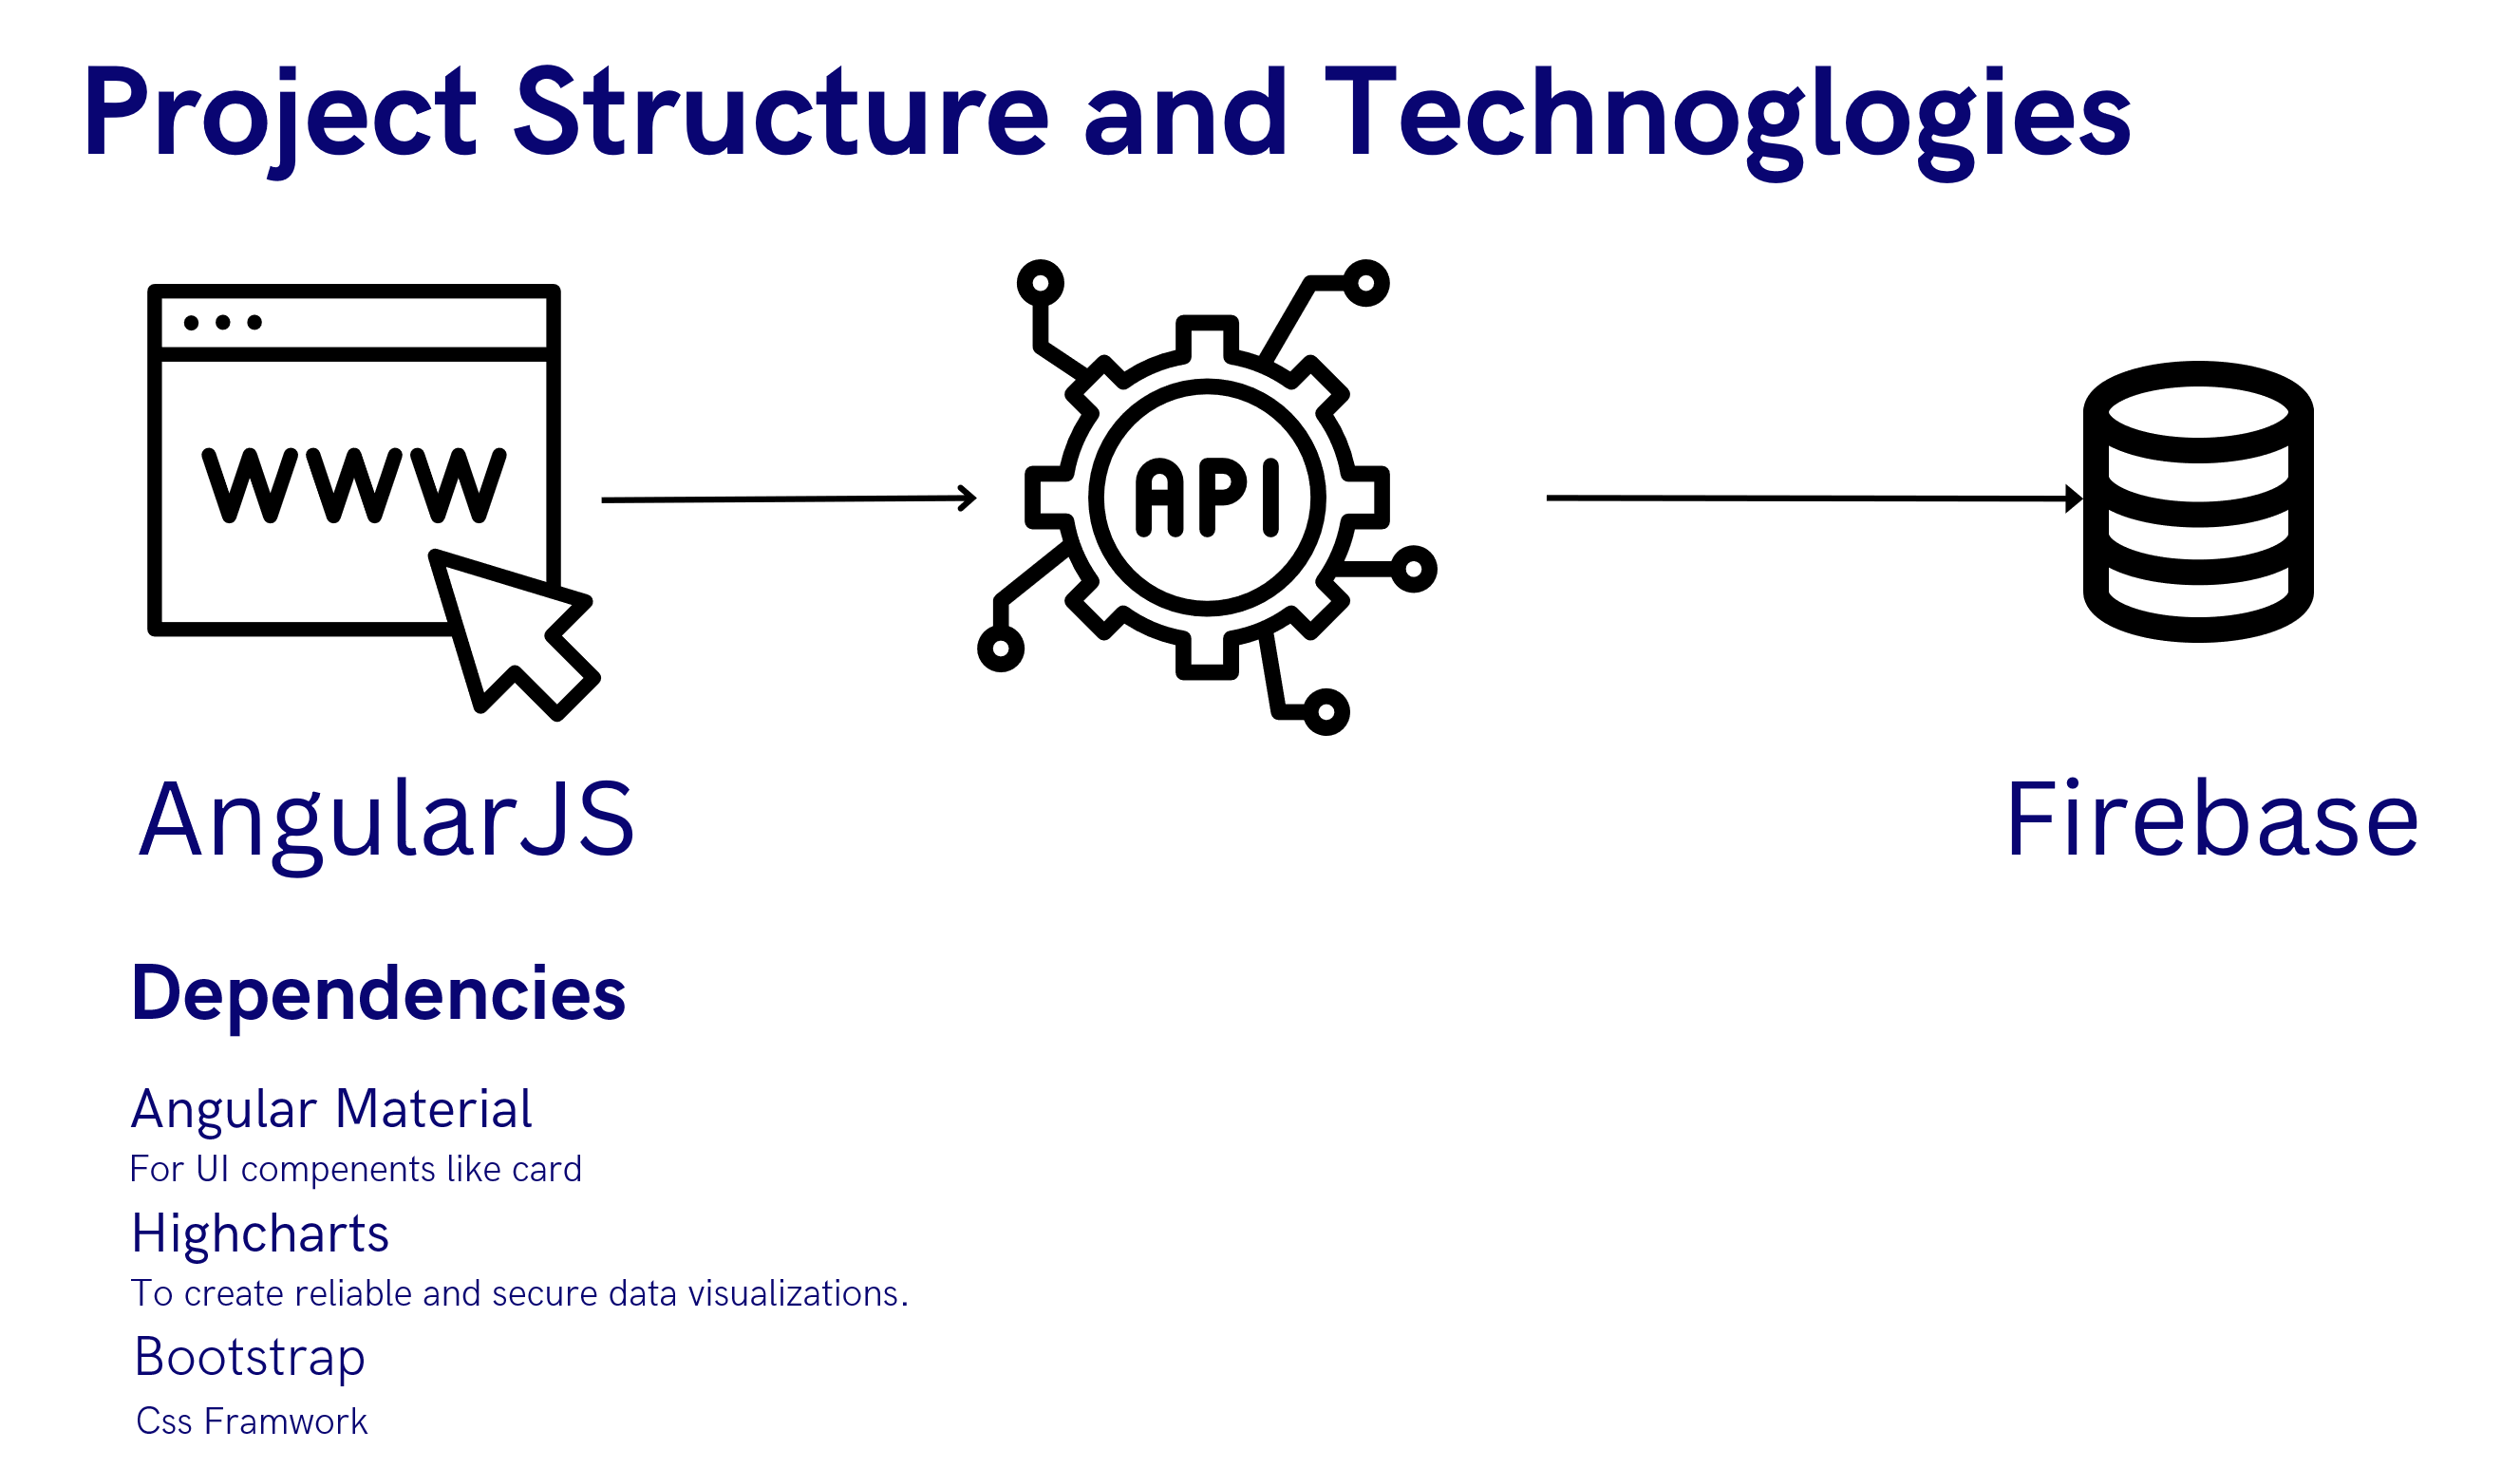 Project Structure and Technoglogies
WWW
API
AngularJS
Firebase
Dependencies
Angular Material
For UI compenents like card
Highcharts
To create reliable and secure data visualizations.
Bootstrap
Css Framwork